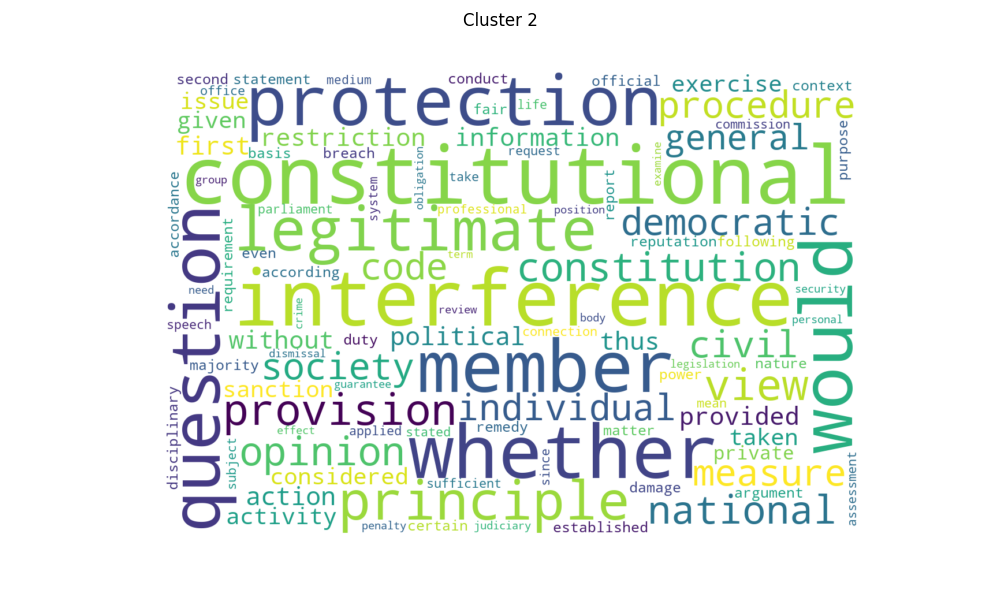 Cluster 2
second statement medium conduct official exercise context
office
issue protection fair life procedure
given restriction information commission general
first basis breach request purpose
constitutional
group system obligation take report examine
accordance parliament professional position democratic
legitimate
requirement even according code term constitution reputation following
question interference would
need speech crime review body security personal
without duty political connection thus civil
majority dismissal society guarantee member legislation nature
sanction power view
disciplinary provision individual mean provided
effect applied stated remedy matter taken
subject opinion whether since private
considered sufficient damage measure
action principle argument assessment
activity penalty certain judiciary established national